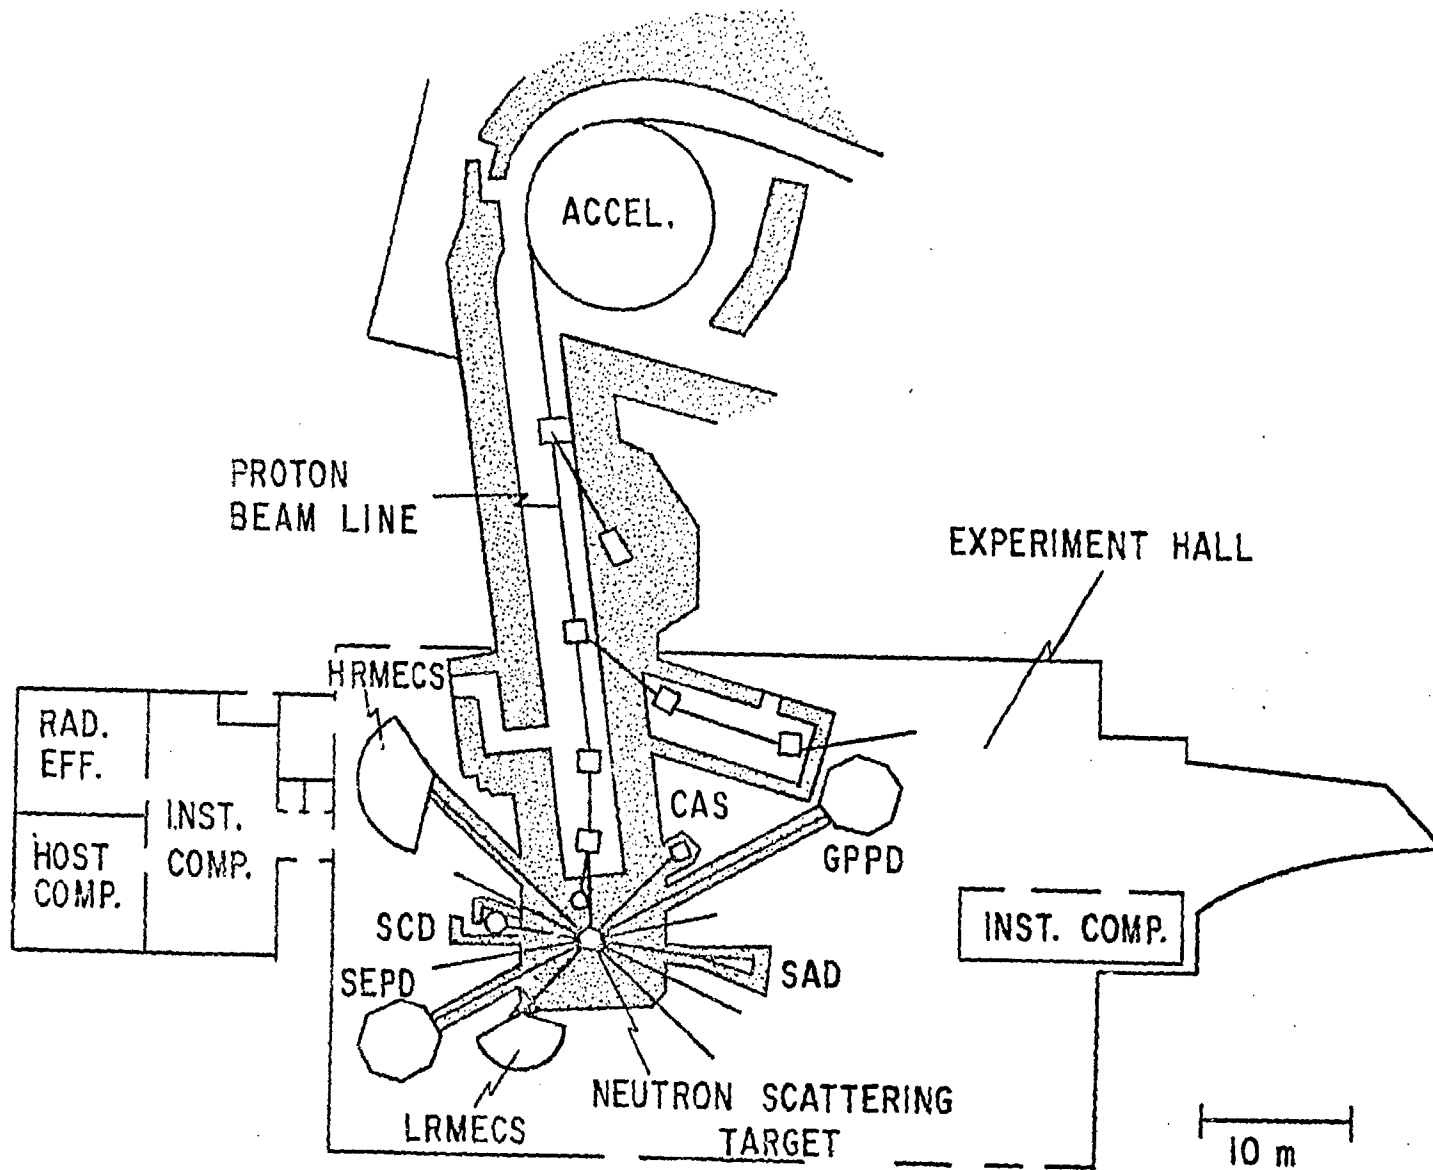 ACCEL.
PROTON
BEAM LINE
EXPERIMENT HALL
HRMECS
RAD.
EFF.
INST.
COMP.
HOST
COMP.
CAS
GPPD
SCD
INST. COMP.
SEPD
SAD
NEUTRON SCATTERING
TARGET
LRMECS
10 m